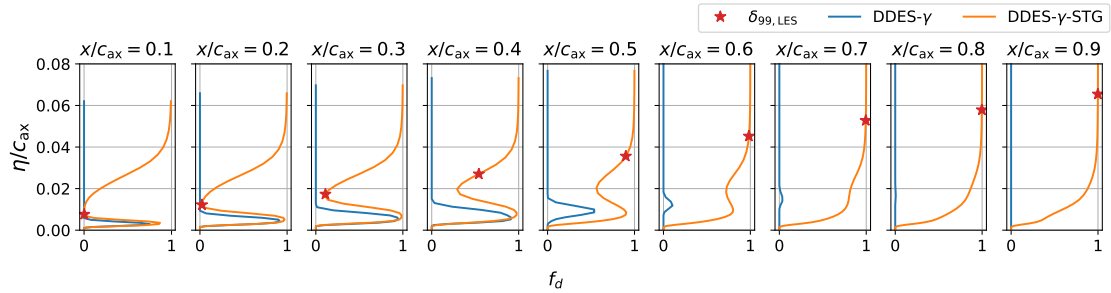 δ99, LES DDES-γ DDES-γ-STG
x/cax = 0.1 x/cax = 0.2 x/cax = 0.3 x/cax = 0.4 x/cax = 0.5 x/cax = 0.6 x/cax = 0.7 x/cax = 0.8 x/cax = 0.9
0.08
0.06
0.04
0.02
0.00
η/cax
0 1 0 1 0 1 0 1 0 1 0 1 0 1 0 1 0 1
fd